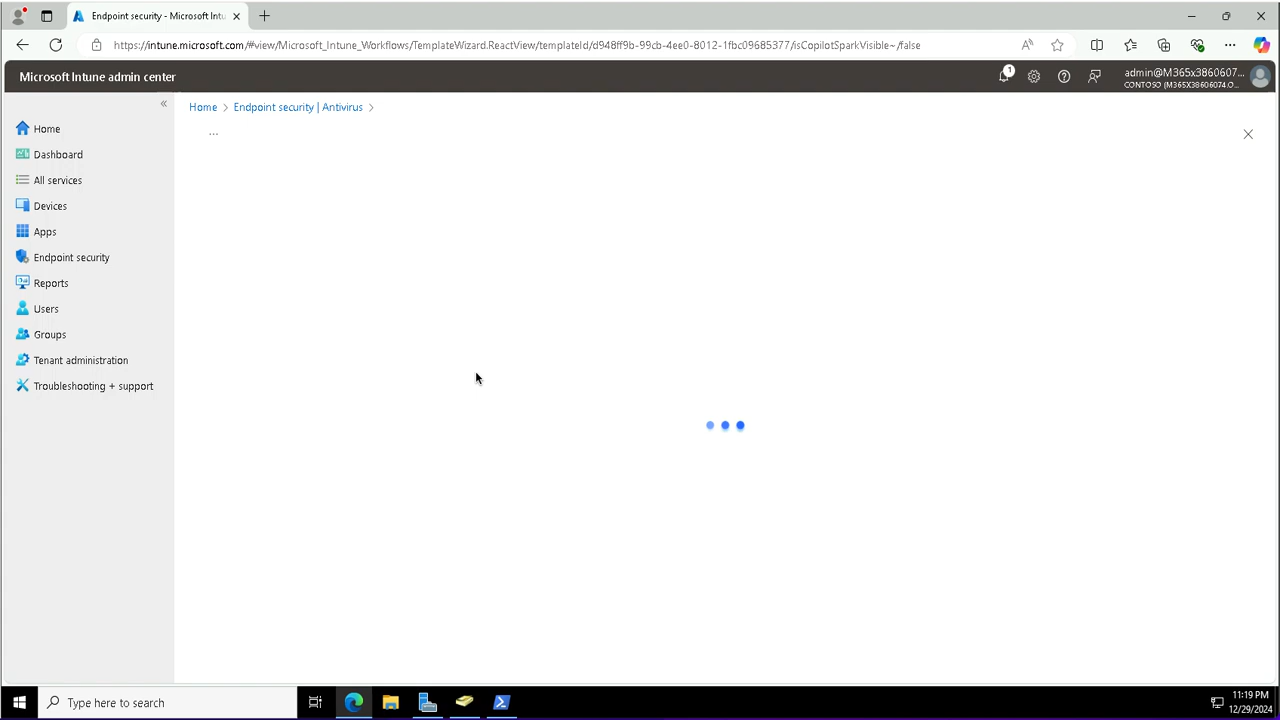 Endpoint security - Microsoft Intu
https://intune.microsoft.com/#view/Microsoft_Intune_Workflows/TemplateWizard.ReactView/templateId/d948ff9b-99cb-4ee0-8012-1fbc09685377/isCopilotSparkVisible~/false
Microsoft Intune admin center
1
admin@M365x3860607...
CONTOSO (M365X38606074.O...
Home > Endpoint security | Antivirus >
...
Home
Dashboard
All services
Devices
Apps
Endpoint security
Reports
Users
Groups
Tenant administration
Troubleshooting + support
Type here to search
11:19 PM
12/29/2024